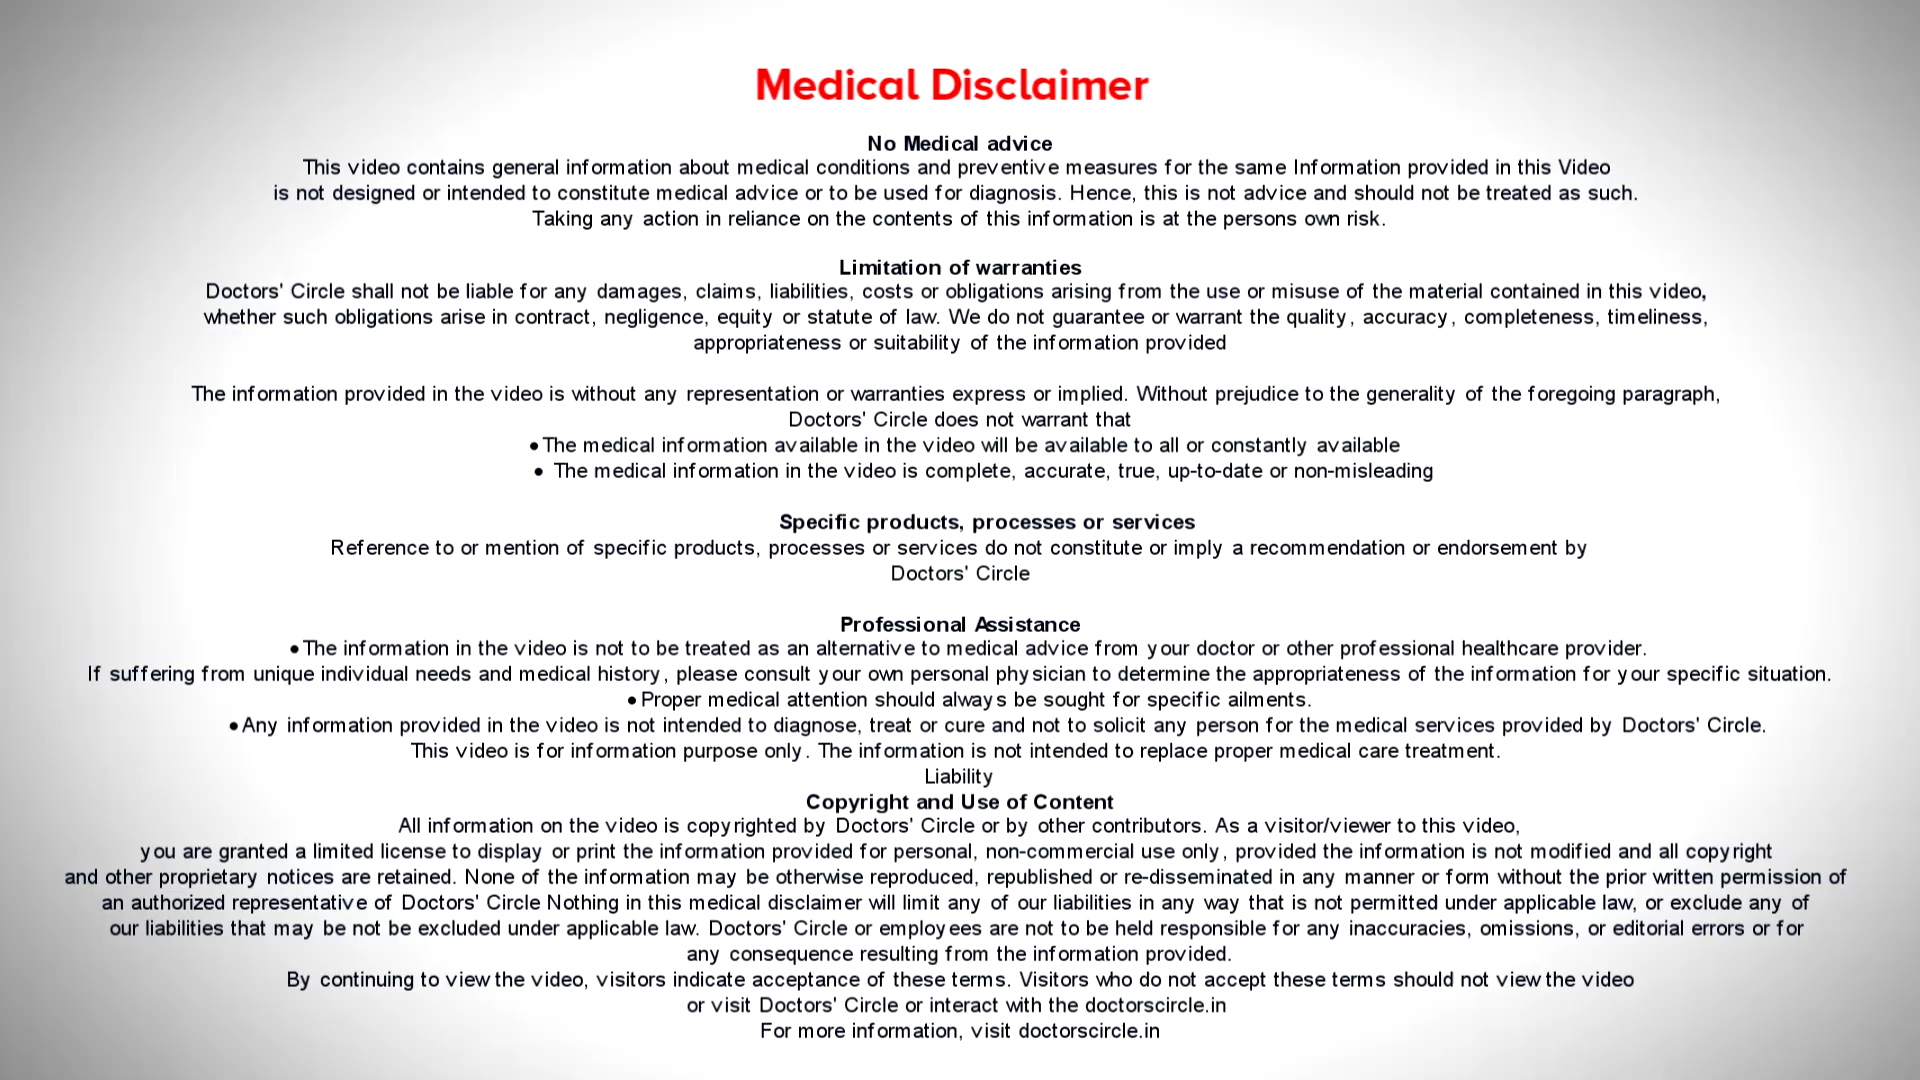 Medical Disclaimer
No Medical advice
This video contains general information about medical conditions and preventive measures for the same Information provided in this Video
is not designed or intended to constitute medical advice or to be used for diagnosis. Hence, this is not advice and should not be treated as such.
Taking any action in reliance on the contents of this information is at the persons own risk.
Limitation of warranties
Doctors' Circle shall not be liable for any damages, claims, liabilities, costs or obligations arising from the use or misuse of the material contained in this video,
whether such obligations arise in contract, negligence, equity or statute of law. We do not guarantee or warrant the quality, accuracy, completeness, timeliness,
appropriateness or suitability of the information provided
The information provided in the video is without any representation or warranties express or implied. Without prejudice to the generality of the foregoing paragraph,
Doctors' Circle does not warrant that
• The medical information available in the video will be available to all or constantly available
• The medical information in the video is complete, accurate, true, up-to-date or non-misleading
Specific products, processes or services
Reference to or mention of specific products, processes or services do not constitute or imply a recommendation or endorsement by
Doctors' Circle
Professional Assistance
• The information in the video is not to be treated as an alternative to medical advice from your doctor or other professional healthcare provider.
If suffering from unique individual needs and medical history, please consult your own personal physician to determine the appropriateness of the information for your specific situation.
• Proper medical attention should always be sought for specific ailments.
• Any information provided in the video is not intended to diagnose, treat or cure and not to solicit any person for the medical services provided by Doctors' Circle.
This video is for information purpose only. The information is not intended to replace proper medical care treatment.
Liability
Copyright and Use of Content
All information on the video is copyrighted by Doctors' Circle or by other contributors. As a visitor/viewer to this video,
you are granted a limited license to display or print the information provided for personal, non-commercial use only, provided the information is not modified and all copyright
and other proprietary notices are retained. None of the information may be otherwise reproduced, republished or re-disseminated in any manner or form without the prior written permission of
an authorized representative of Doctors' Circle Nothing in this medical disclaimer will limit any of our liabilities in any way that is not permitted under applicable law, or exclude any of
our liabilities that may be not be excluded under applicable law. Doctors' Circle or employees are not to be held responsible for any inaccuracies, omissions, or editorial errors or for
any consequence resulting from the information provided.
By continuing to view the video, visitors indicate acceptance of these terms. Visitors who do not accept these terms should not view the video
or visit Doctors' Circle or interact with the doctorscircle.in
For more information, visit doctorscircle.in